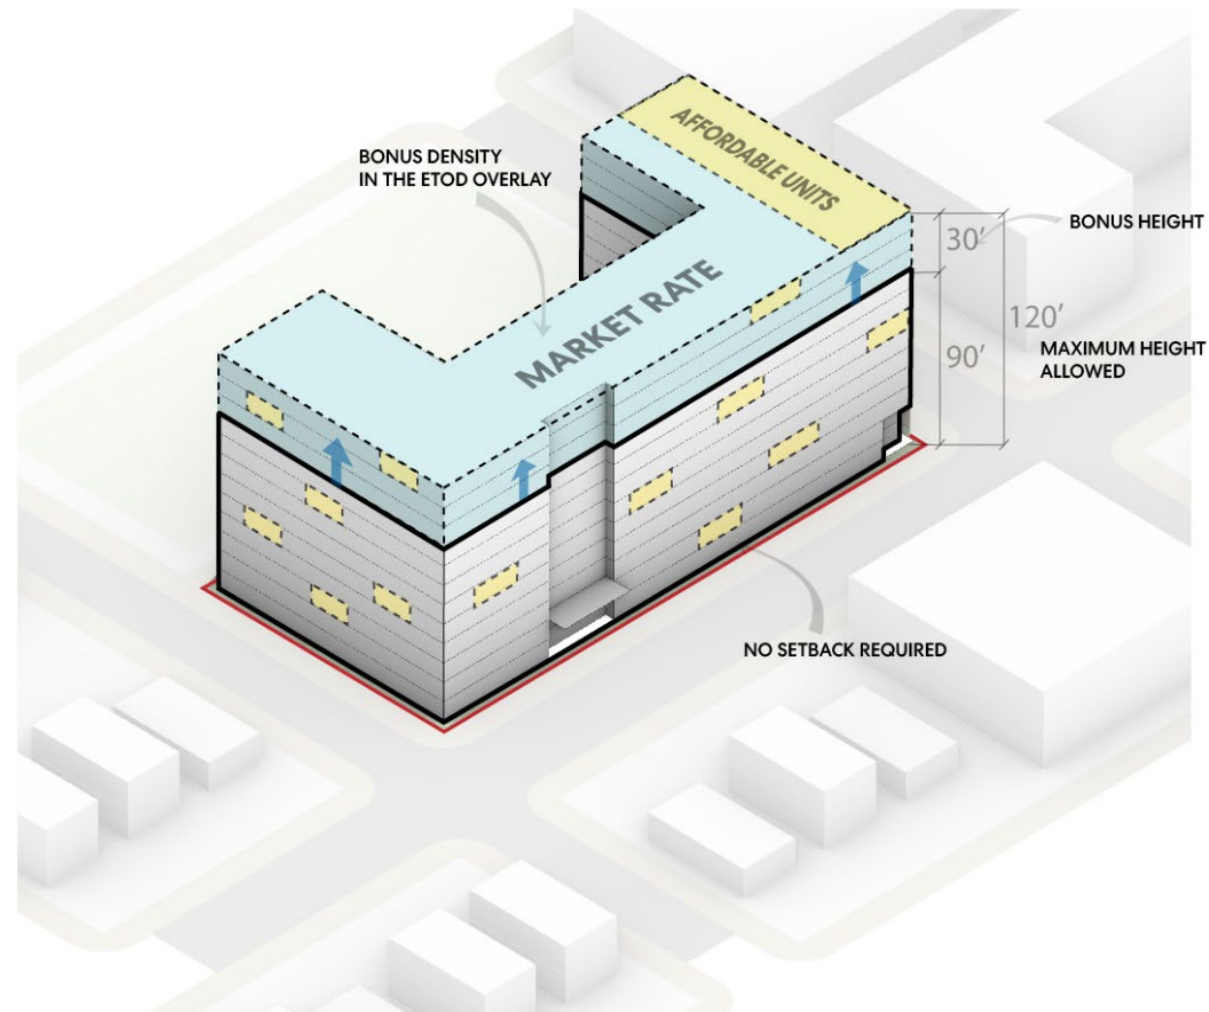 AFFORDABLE UNITS
BONUS DENSITY
IN THE ETOD OVERLAY
BONUS HEIGHT
30’
120’
MARKET RATE
90’
MAXIMUM HEIGHT
ALLOWED
NO SETBACK REQUIRED